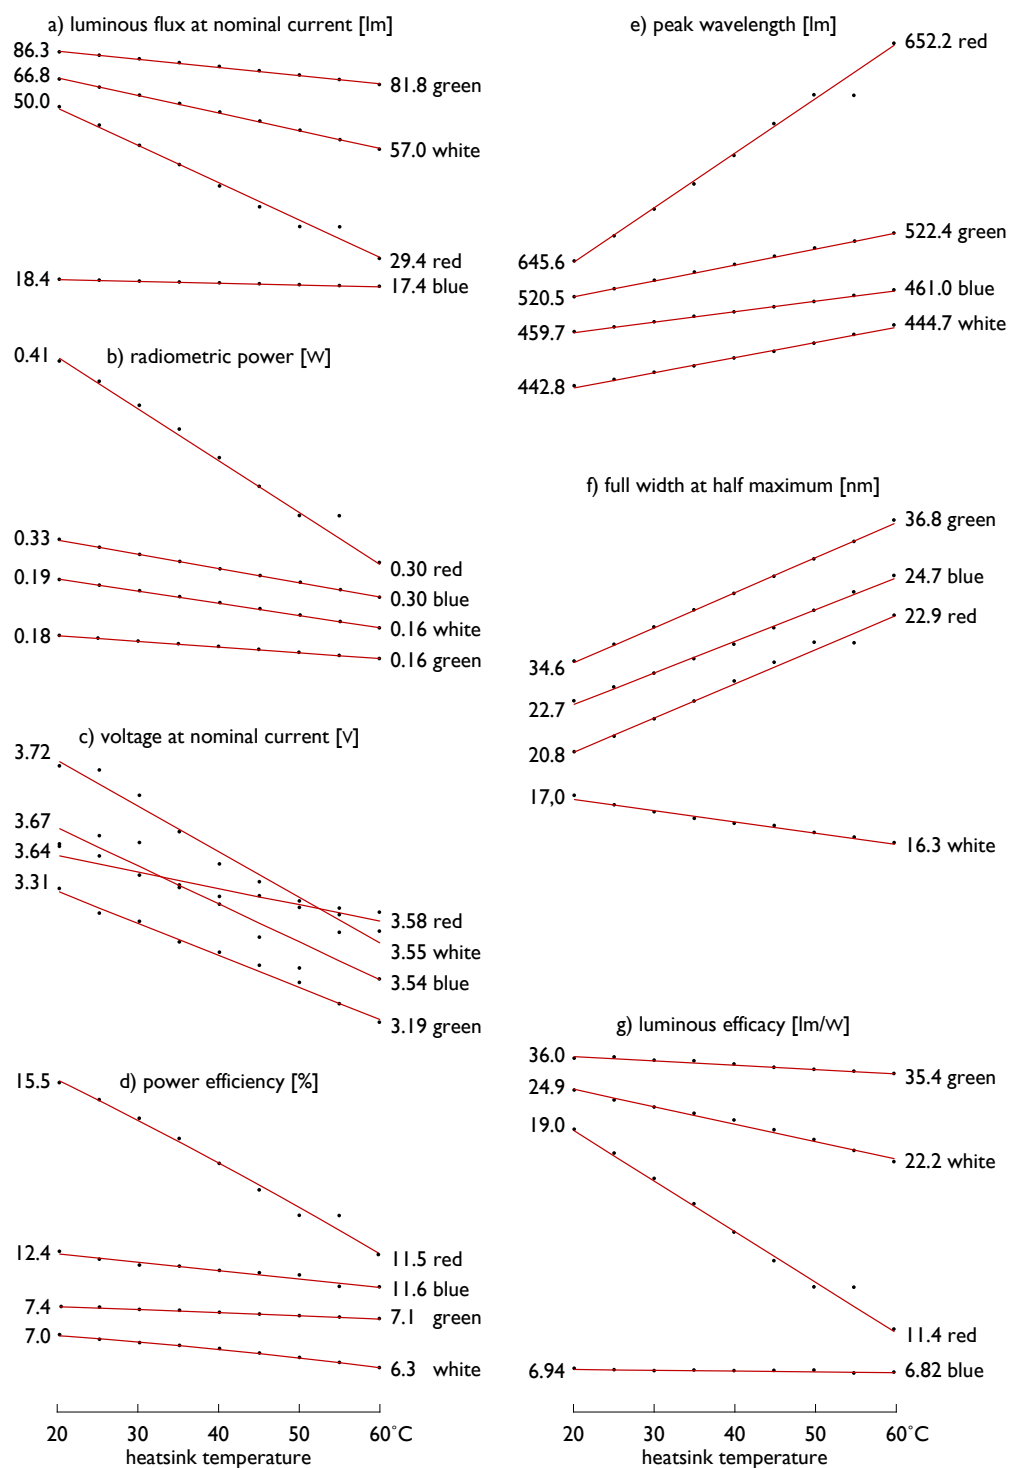 a) luminous flux at nominal current [lm]
86.3
66.8
50.0
81.8 green
57.0 white
29.4 red
18.4
17.4 blue
b) radiometric power [W]
0.41
0.33
0.19
0.18
0.30 red
0.30 blue
0.16 white
0.16 green
c) voltage at nominal current [V]
3.72
3.67
3.64
3.31
3.58 red
3.55 white
3.54 blue
3.19 green
d) power efficiency [%]
15.5
12.4
7.4
7.0
11.5 red
11.6 blue
7.1 green
6.3 white
20 30 40 50 60°C
heatsink temperature
e) peak wavelength [lm]
652.2 red
645.6
520.5
459.7
442.8
522.4 green
461.0 blue
444.7 white
f) full width at half maximum [nm]
36.8 green
24.7 blue
22.9 red
34.6
22.7
20.8
17,0
16.3 white
g) luminous efficacy [lm/W]
36.0
24.9
19.0
35.4 green
22.2 white
11.4 red
6.94
6.82 blue
20 30 40 50 60°C
heatsink temperature